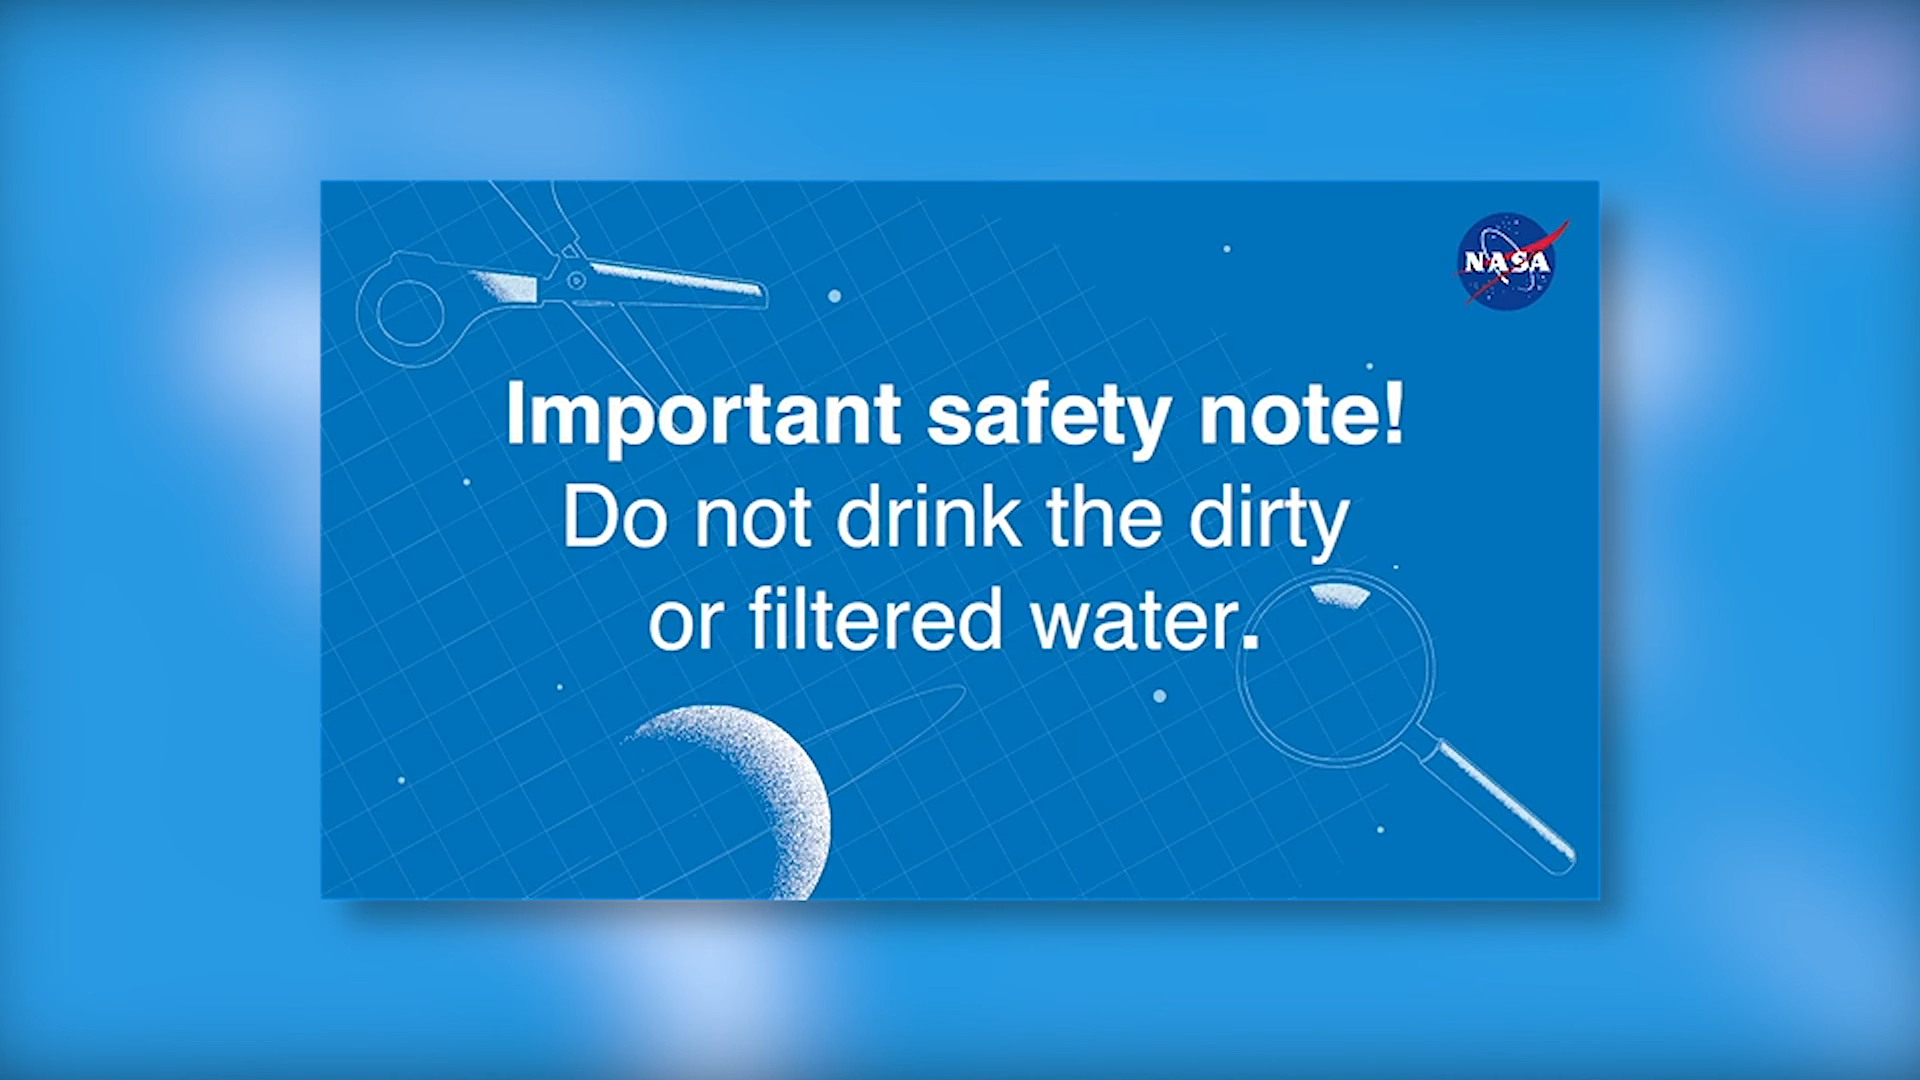 NASA
Important safety note!
Do not drink the dirty
or filtered water.